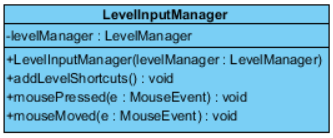 LevelInputManager
-levelManager : LevelManager
+LevelInputManager(levelManager : LevelManager)
+addLevelShortcuts() : void
+mousePressed(e : MouseEvent) : void
+mouseMoved(e : MouseEvent) : void